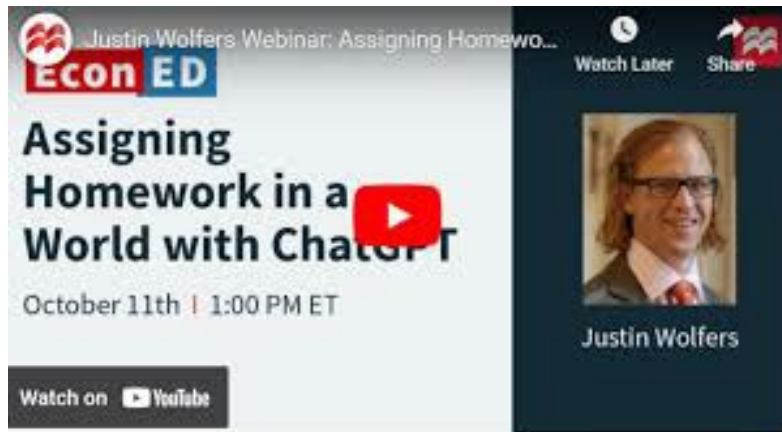 Justin Wolfers Webinar: Assigning Homewo...
Watch Later
Share
Econ ED
Assigning
Homework in a
World with ChatGPT
October 11th | 1:00 PM ET
Justin Wolfers
Watch on YouTube